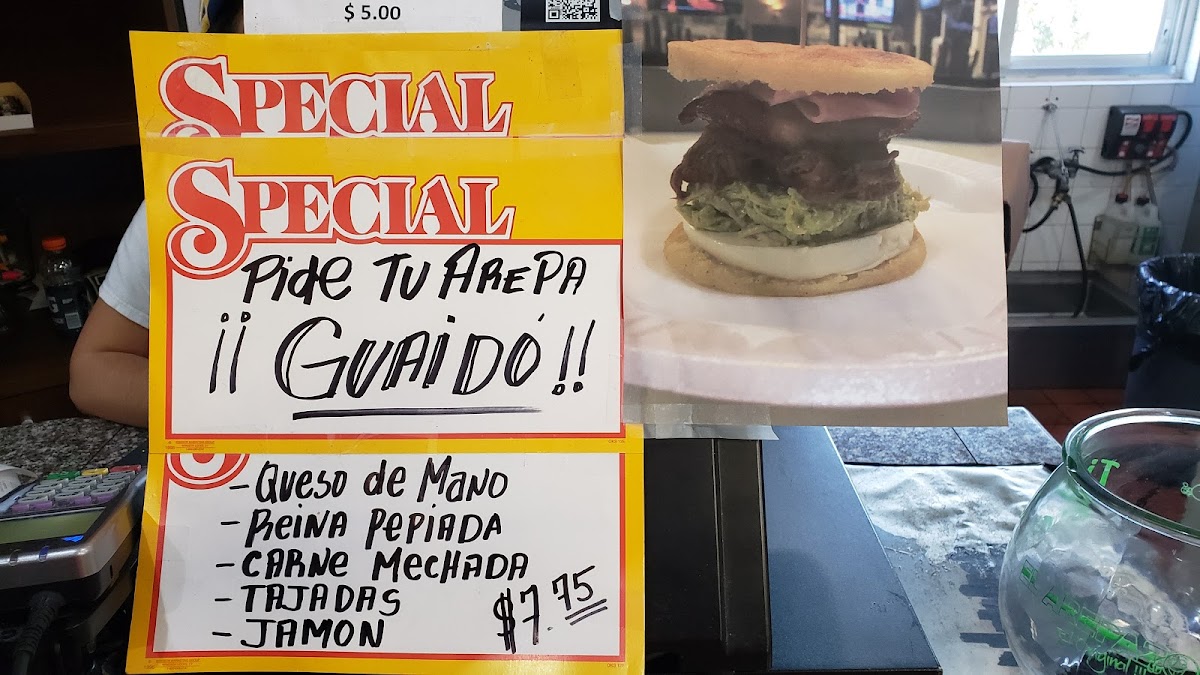 $ 5.00
SPECIAL
SPECIAL
Pide TU AREPA
¡¡ GUAIDÓ !!
- Queso de Mano
- Reina Pepiada
- Carne Mechada
- TAJADAS
- JAMON
$7.75